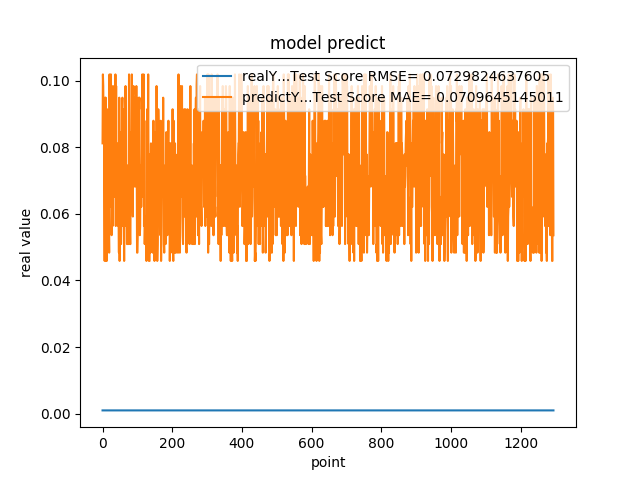 model predict
realY...Test Score RMSE= 0.0729824637605
predictY...Test Score MAE= 0.0709645145011
0.10
0.08
0.06
0.04
0.02
0.00
real value
0 200 400 600 800 1000 1200
point